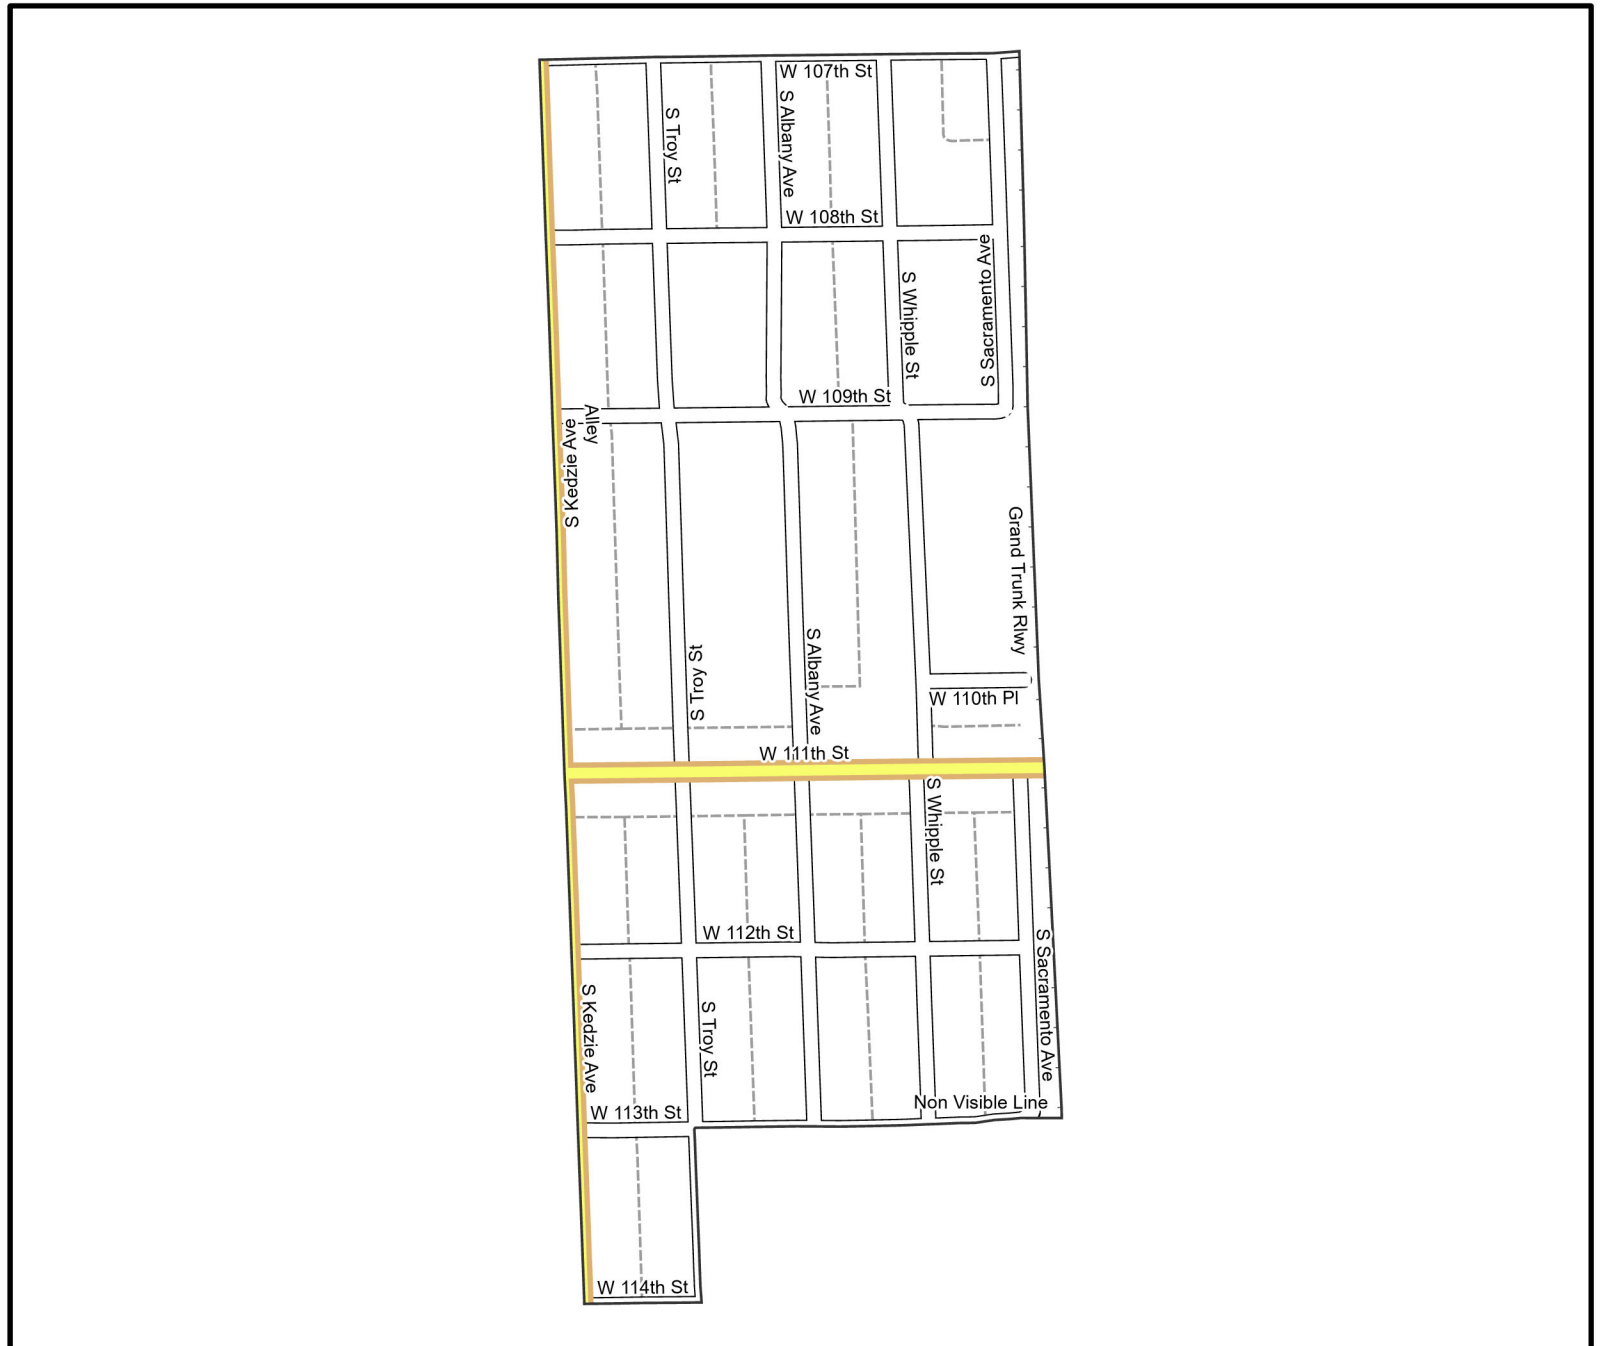 W 107th St
S Troy St
S Albany Ave
W 108th St
S Whipple St
S Sacramento Ave
W 109th St
Alley
S Kedzie Ave
Grand Trunk Rlwy
S Troy St
S Albany Ave
W 110th Pl
W 111th St
S Whipple St
W 112th St
S Sacramento Ave
S Kedzie Ave
S Troy St
Non Visible Line
W 113th St
W 114th St